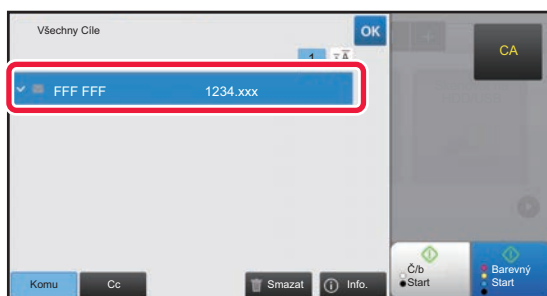 Všechny Cíle
OK
CA
1
FFF FFF 1234.xxx
Č/b
Start
Barevný
Start
Komu
Cc
Smazat
Info.